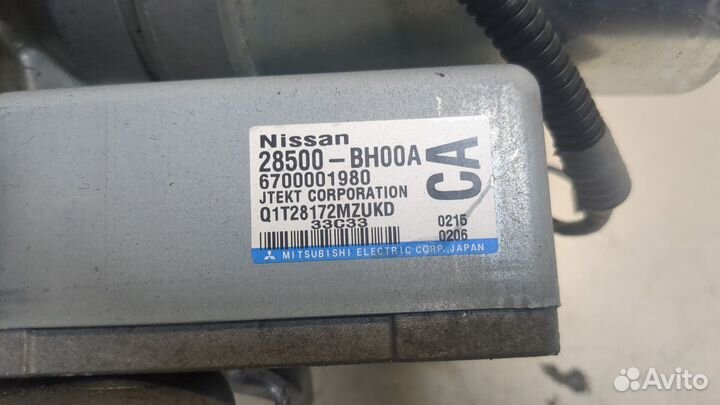 Nissan
28500-BH00A
CA
6700001980
JTEKT CORPORATION
Q1T28172MZUKD
33C33
0215
0206
MITSUBISHI ELECTRIC CORP.,JAPAN
Avito